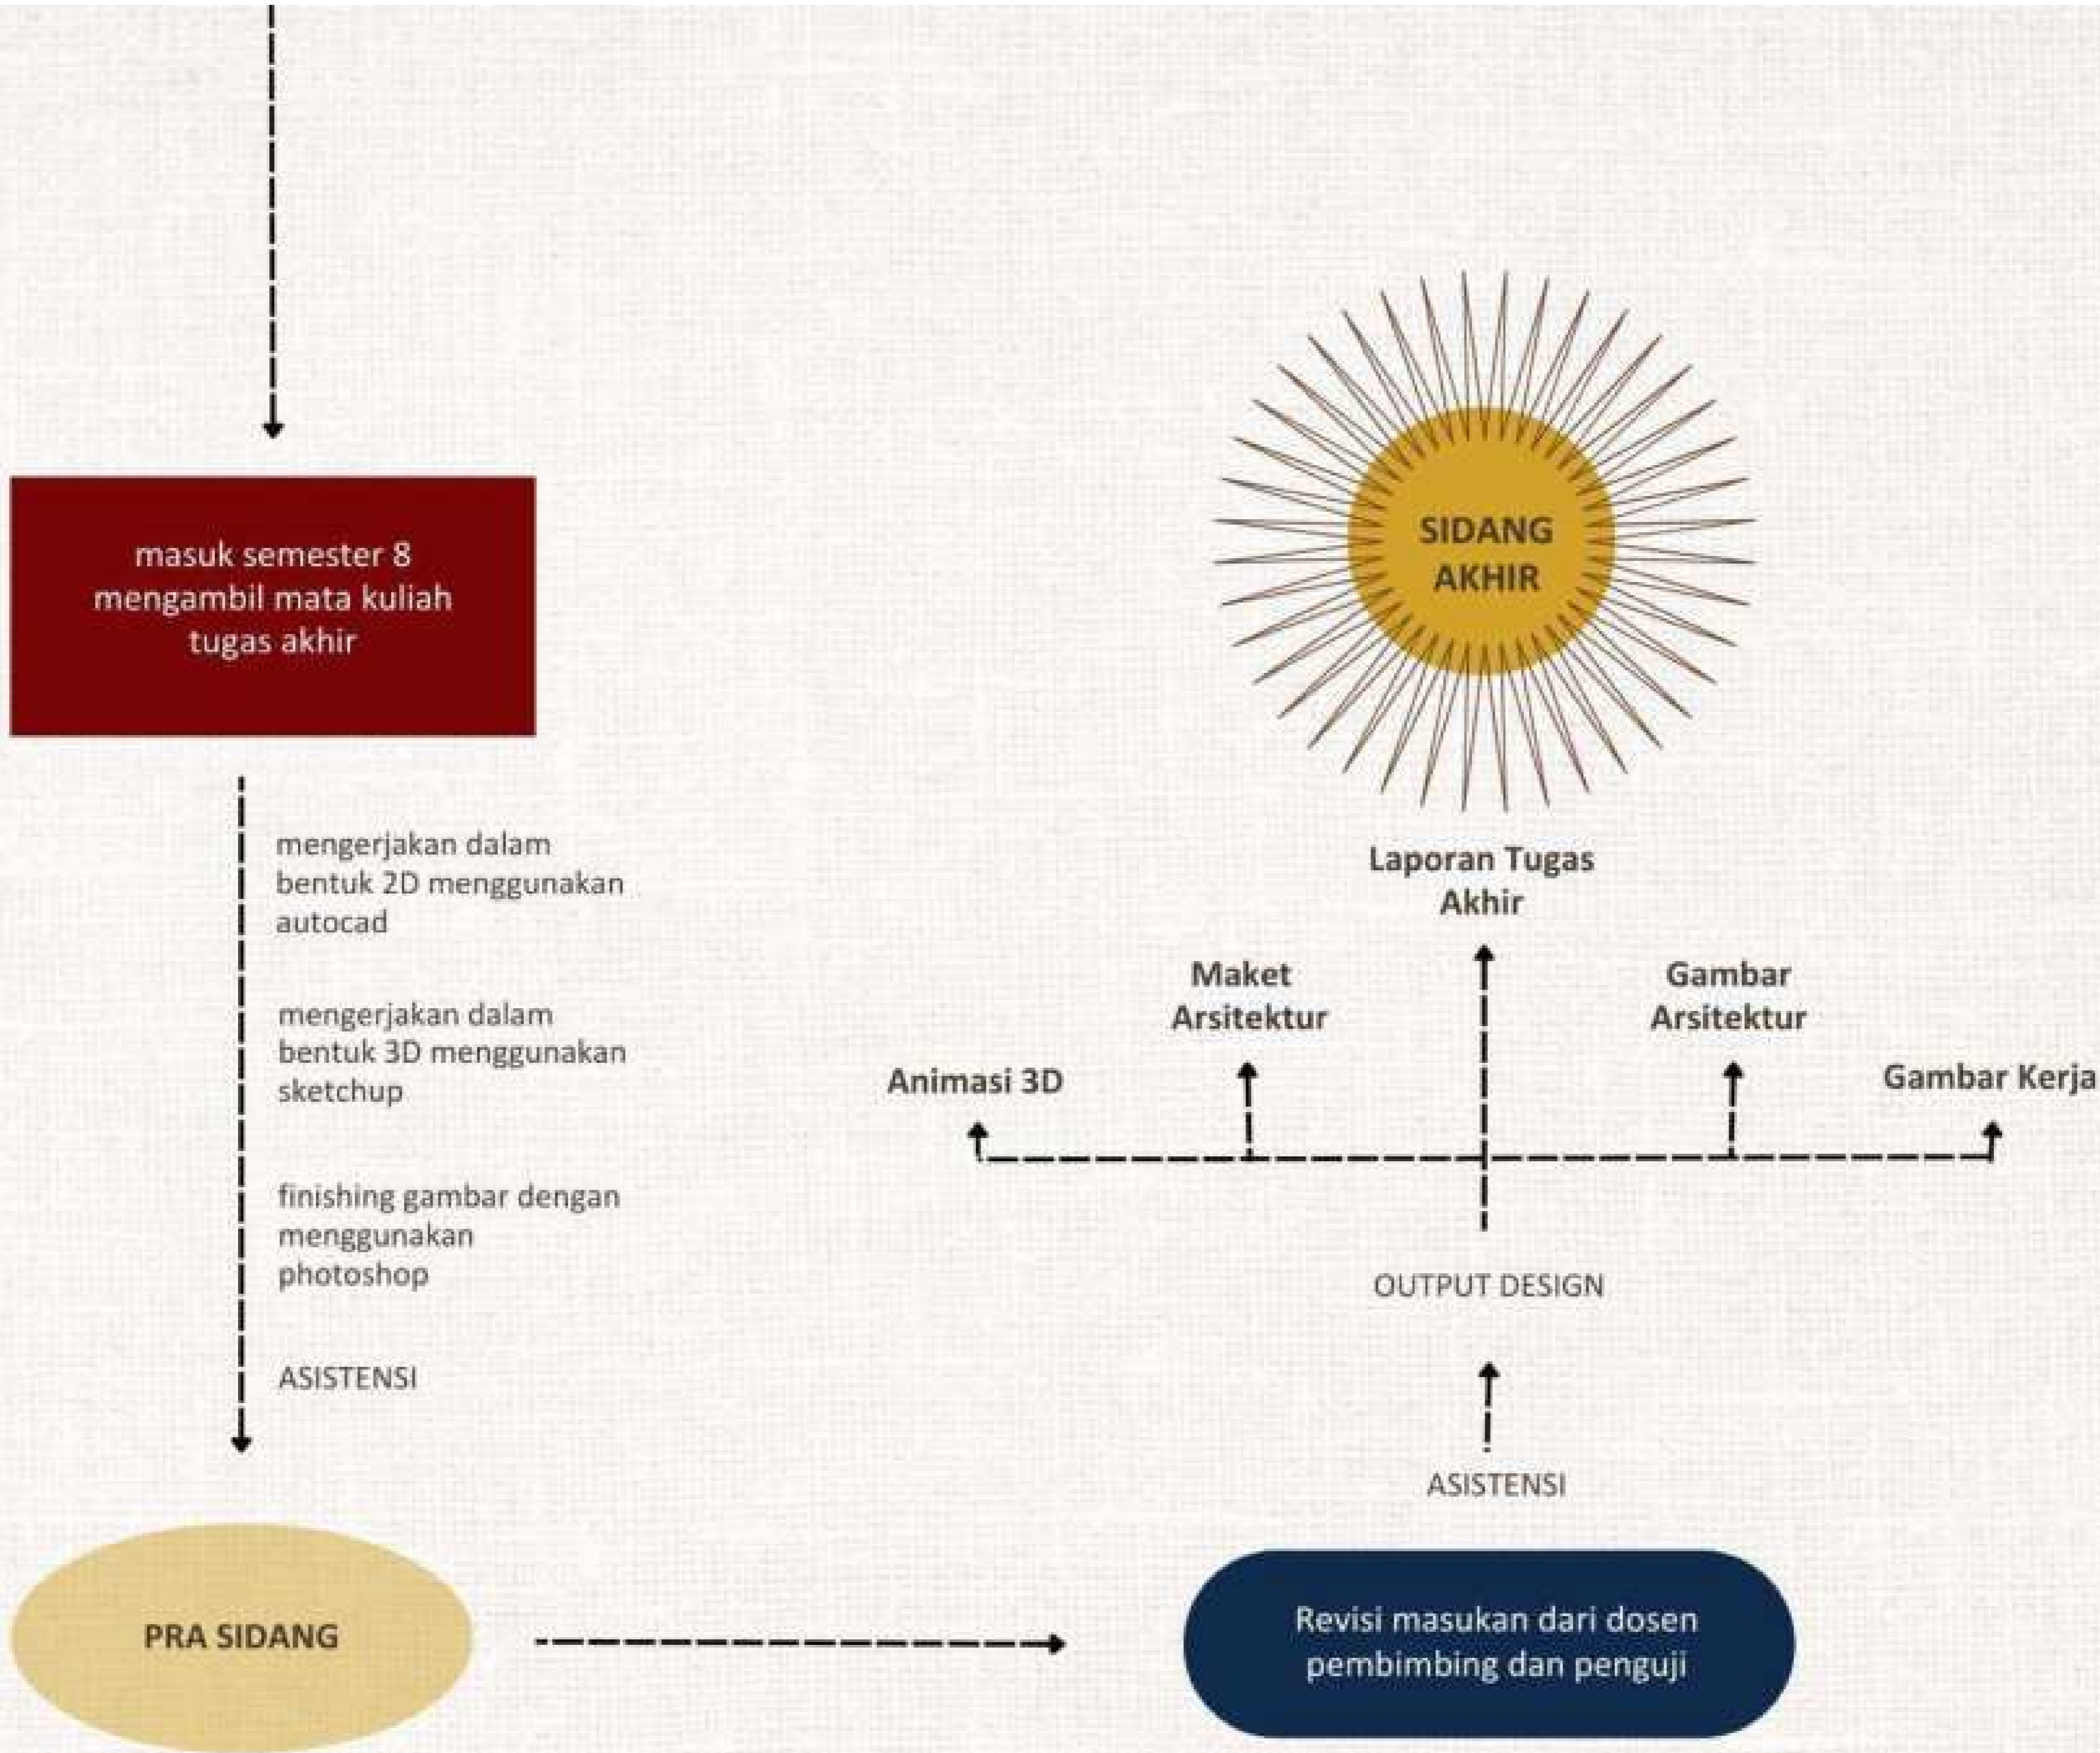 masuk semester 8
mengambil mata kuliah
tugas akhir
mengerjakan dalam
bentuk 2D menggunakan
autocad
mengerjakan dalam
bentuk 3D menggunakan
sketchup
finishing gambar dengan
menggunakan
photoshop
ASISTENSI
PRA SIDANG
Revisi masukan dari dosen
pembimbing dan penguji
ASISTENSI
OUTPUT DESIGN
Animasi 3D
Maket
Arsitektur
Laporan Tugas
Akhir
Gambar
Arsitektur
Gambar Kerja
SIDANG
AKHIR